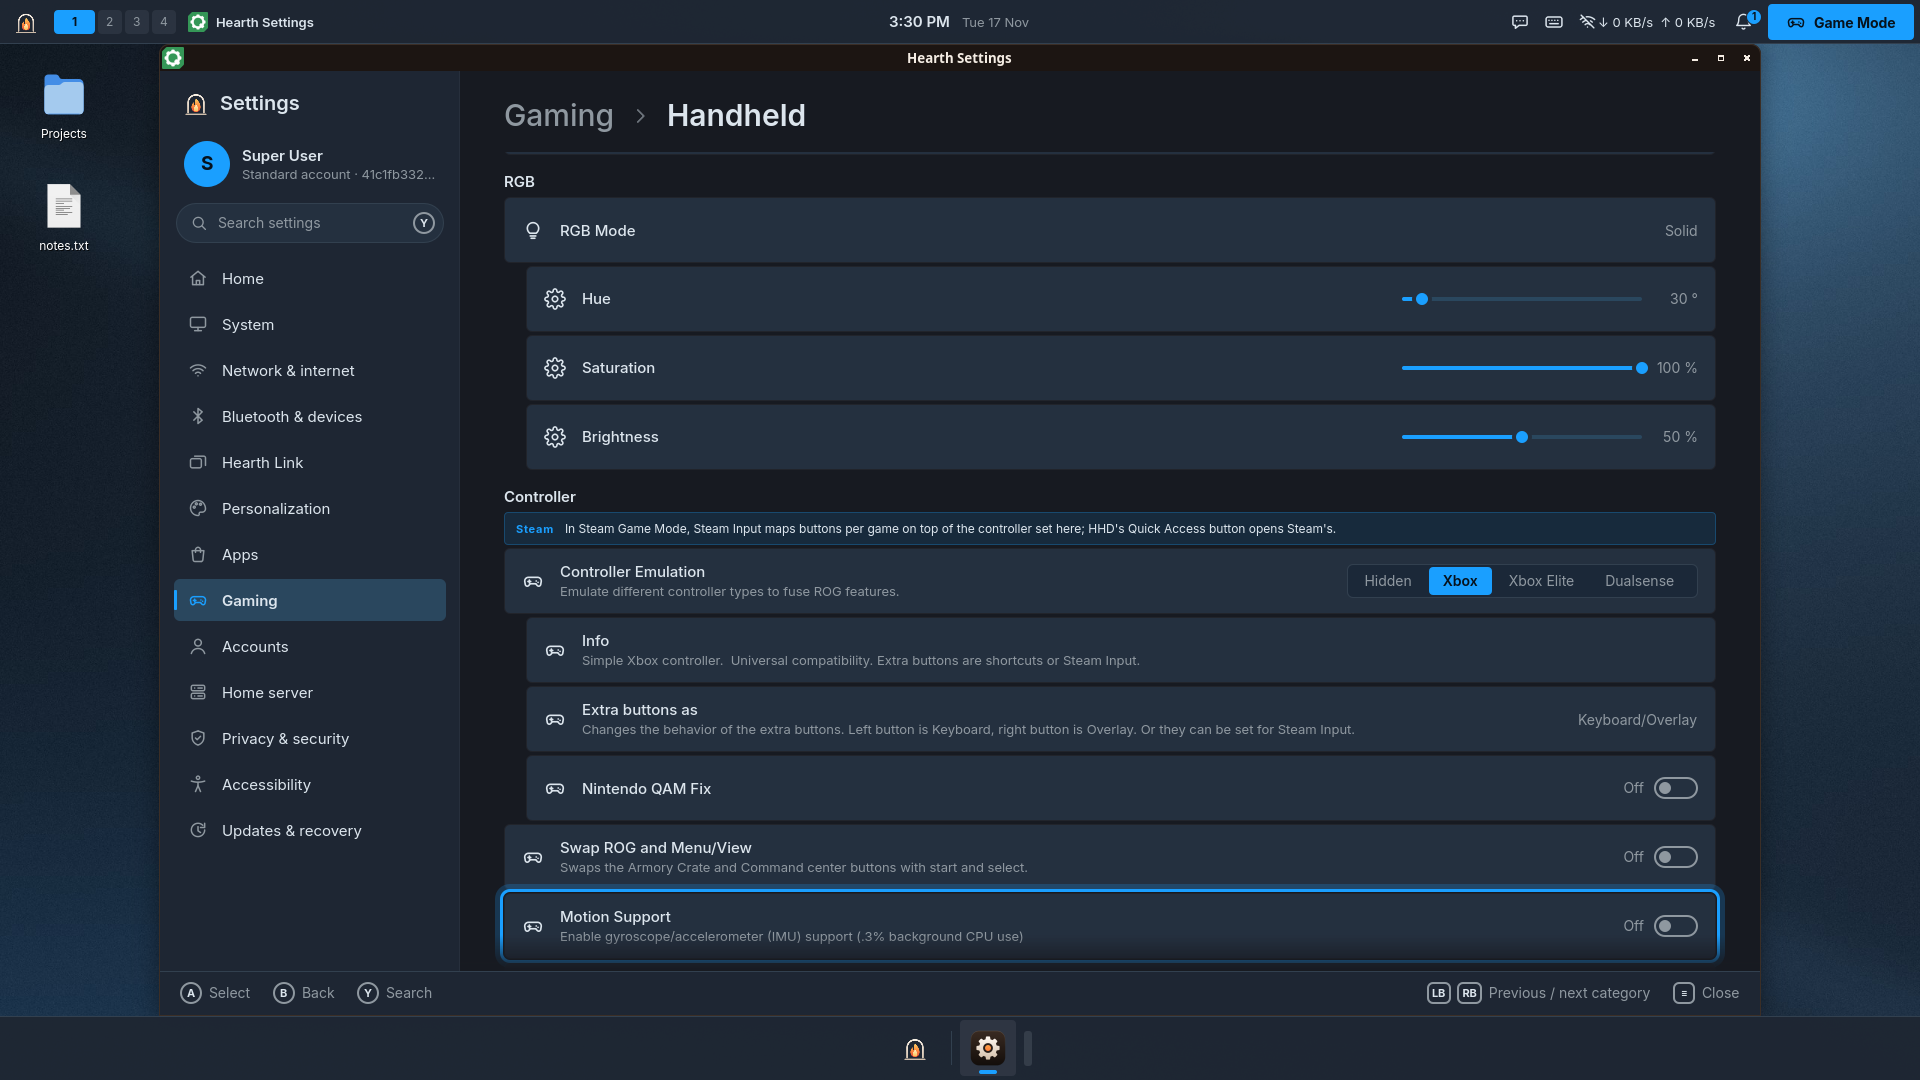 1 2 3 4 Hearth Settings 3:30 PM Tue 17 Nov ↓ 0 KB/s ↑ 0 KB/s 1 Game Mode
Hearth Settings
Projects
notes.txt
Settings
S
Super User
Standard account · 41c1fb332...
Search settings Y
Home
System
Network & internet
Bluetooth & devices
Hearth Link
Personalization
Apps
Gaming
Accounts
Home server
Privacy & security
Accessibility
Updates & recovery
Gaming > Handheld
RGB
RGB Mode Solid
Hue 30 °
Saturation 100 %
Brightness 50 %
Controller
Steam In Steam Game Mode, Steam Input maps buttons per game on top of the controller set here; HHD's Quick Access button opens Steam's.
Controller Emulation
Emulate different controller types to fuse ROG features.
Hidden Xbox Xbox Elite Dualsense
Info
Simple Xbox controller. Universal compatibility. Extra buttons are shortcuts or Steam Input.
Extra buttons as
Changes the behavior of the extra buttons. Left button is Keyboard, right button is Overlay. Or they can be set for Steam Input.
Keyboard/Overlay
Nintendo QAM Fix Off
Swap ROG and Menu/View
Swaps the Armory Crate and Command center buttons with start and select.
Off
Motion Support
Enable gyroscope/accelerometer (IMU) support (.3% background CPU use)
Off
A Select B Back Y Search LB RB Previous / next category ≡ Close